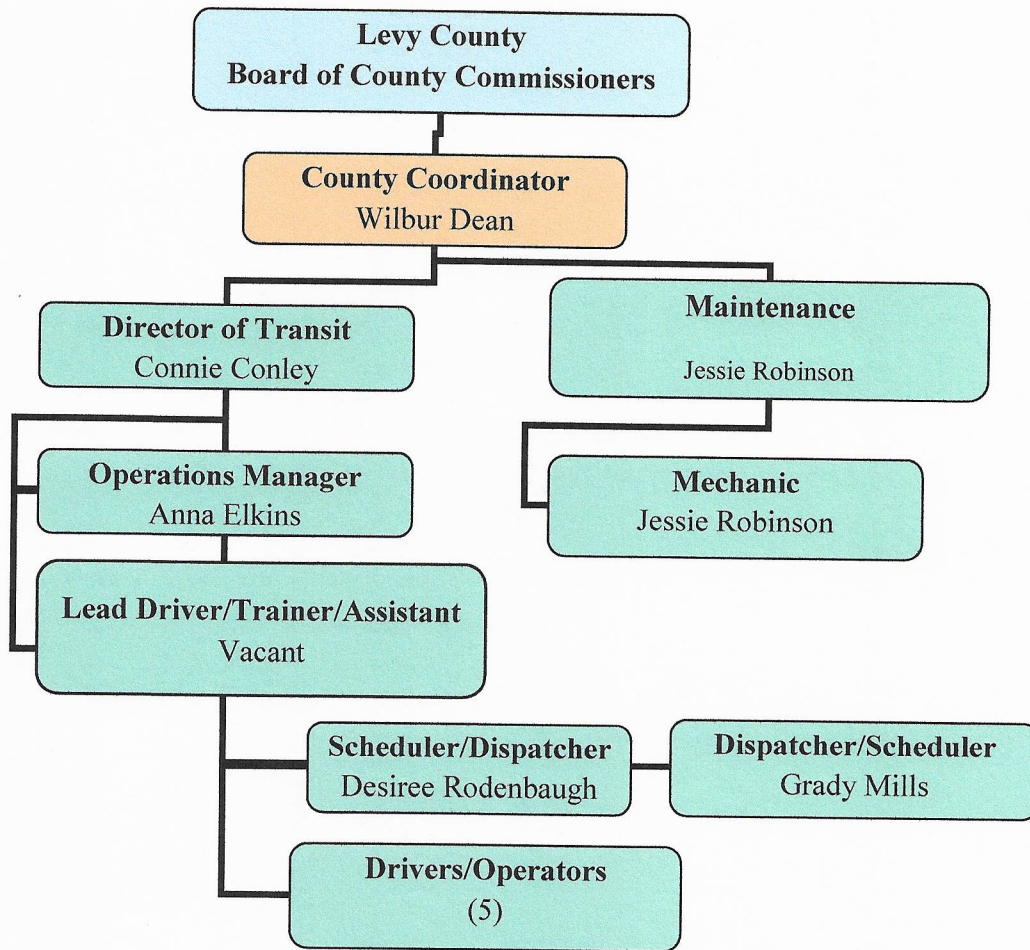 Levy County
Board of County Commissioners
County Coordinator
Wilbur Dean
Director of Transit
Connie Conley
Maintenance
Jessie Robinson
Operations Manager
Anna Elkins
Mechanic
Jessie Robinson
Lead Driver/Trainer/Assistant
Vacant
Scheduler/Dispatcher
Desiree Rodenbaugh
Dispatcher/Scheduler
Grady Mills
Drivers/Operators
(5)